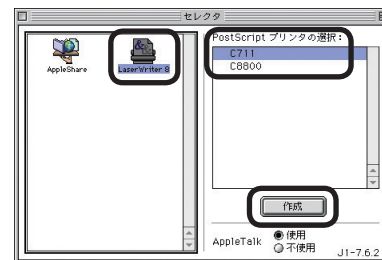 セレクタ
AppleShare
LaserWriter 8
PostScript プリンタの選択：
C711
C8800
作成
AppleTalk
使用
不使用
J1-7.6.2